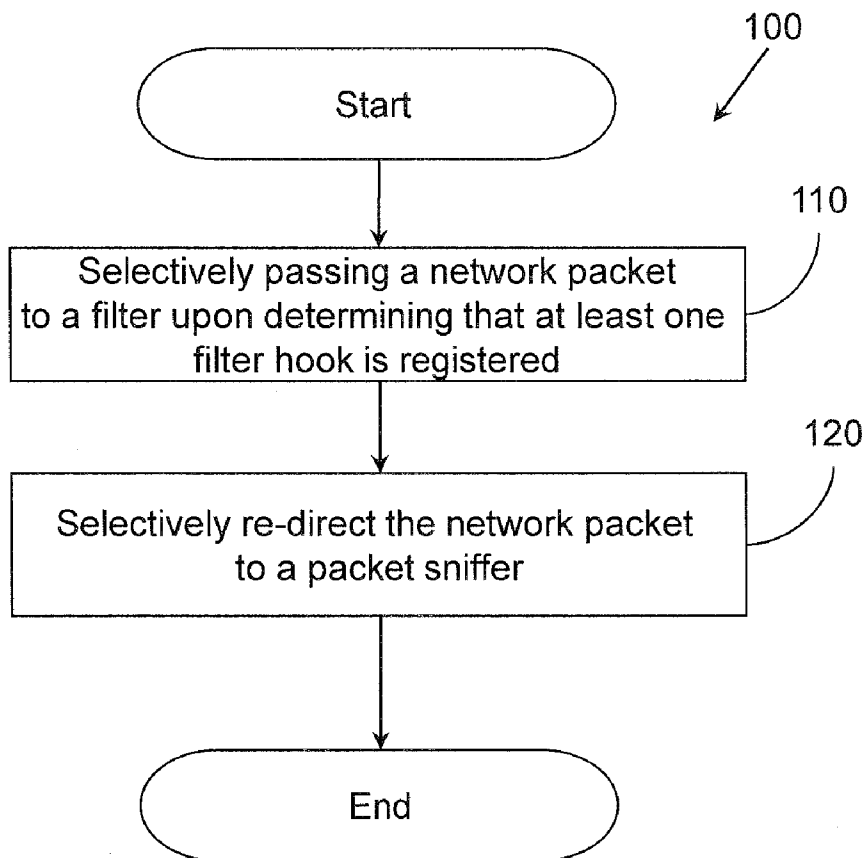 100
Start
110
Selectively passing a network packet
to a filter upon determining that at least one
filter hook is registered
120
Selectively re-direct the network packet
to a packet sniffer
End